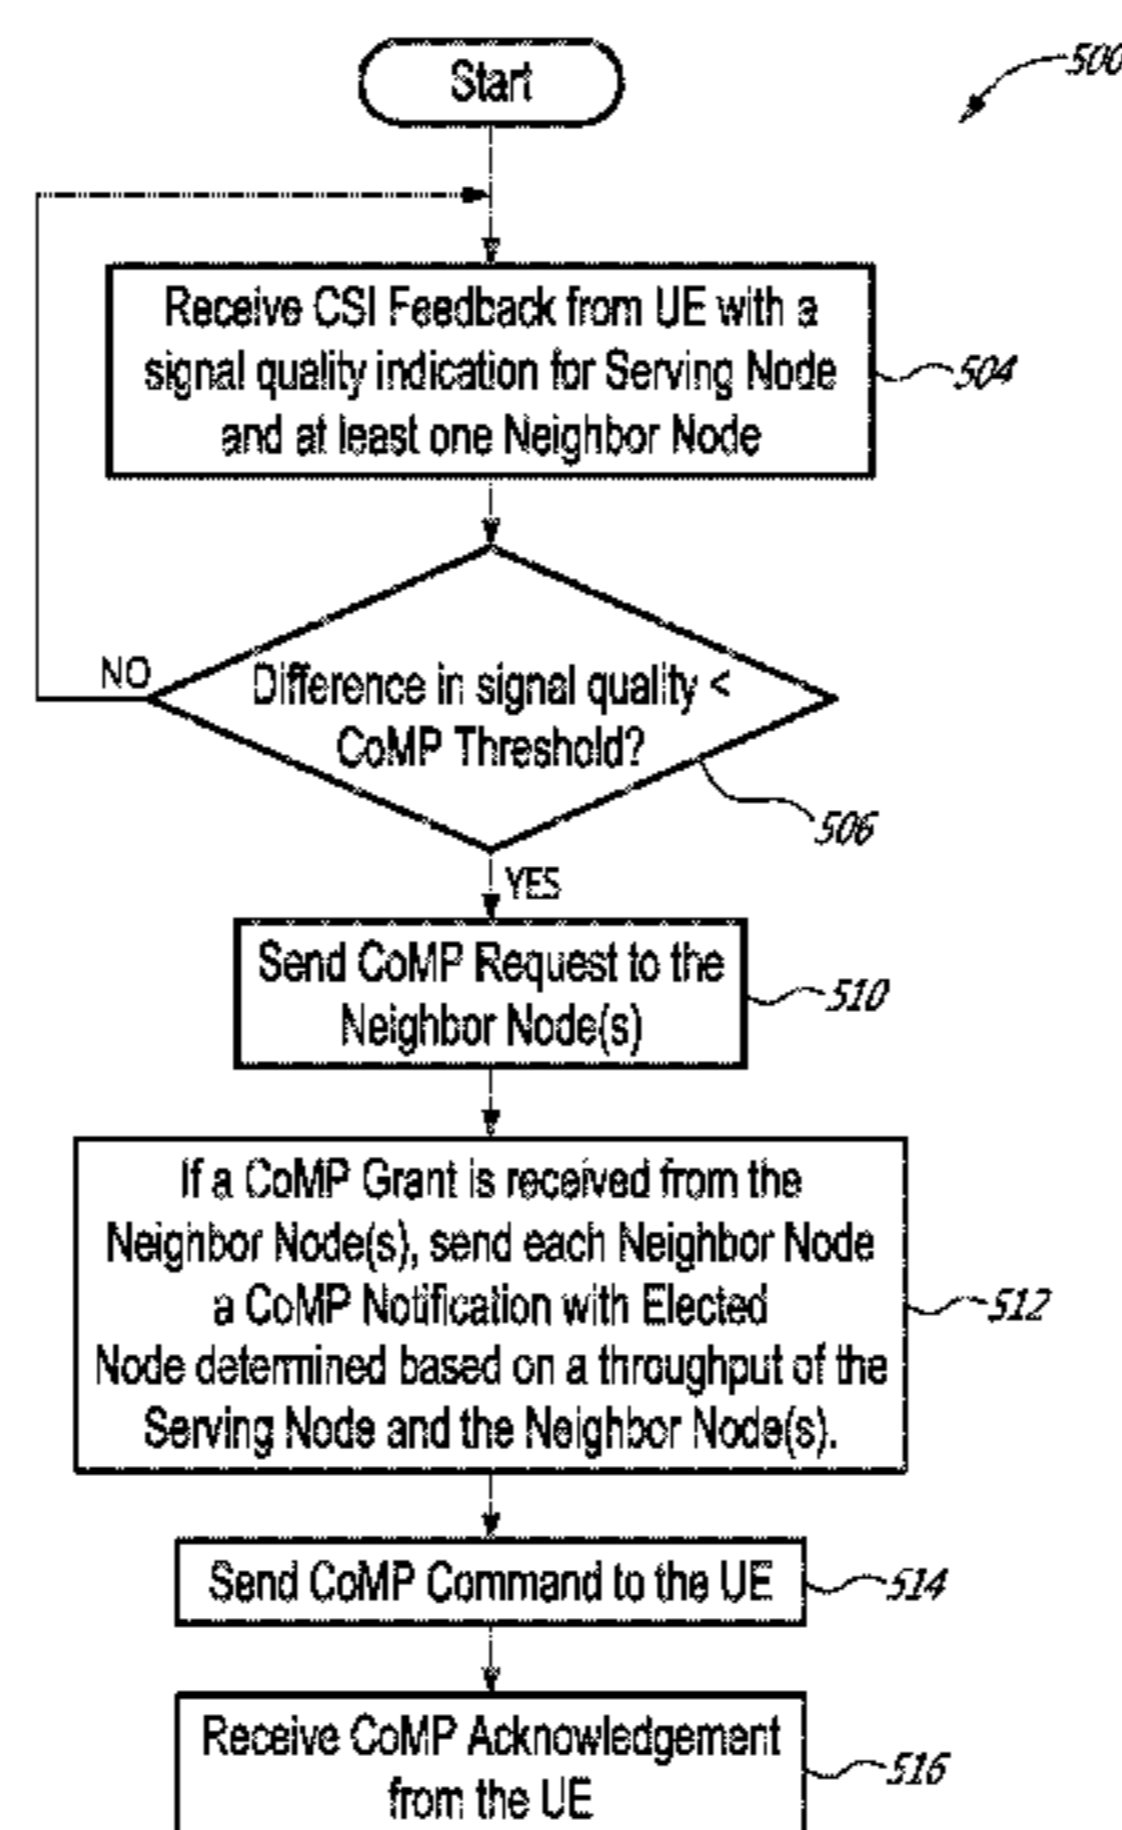 Start
500
Receive CSI Feedback from UE with a
signal quality indication for Serving Node
and at least one Neighbor Node
504
NO
Difference in signal quality <
CoMP Threshold?
506
YES
Send CoMP Request to the
Neighbor Node(s)
510
If a CoMP Grant is received from the
Neighbor Node(s), send each Neighbor Node
a CoMP Notification with Elected
Node determined based on a throughput of the
Serving Node and the Neighbor Node(s).
512
Send CoMP Command to the UE
514
Receive CoMP Acknowledgement
from the UE
516